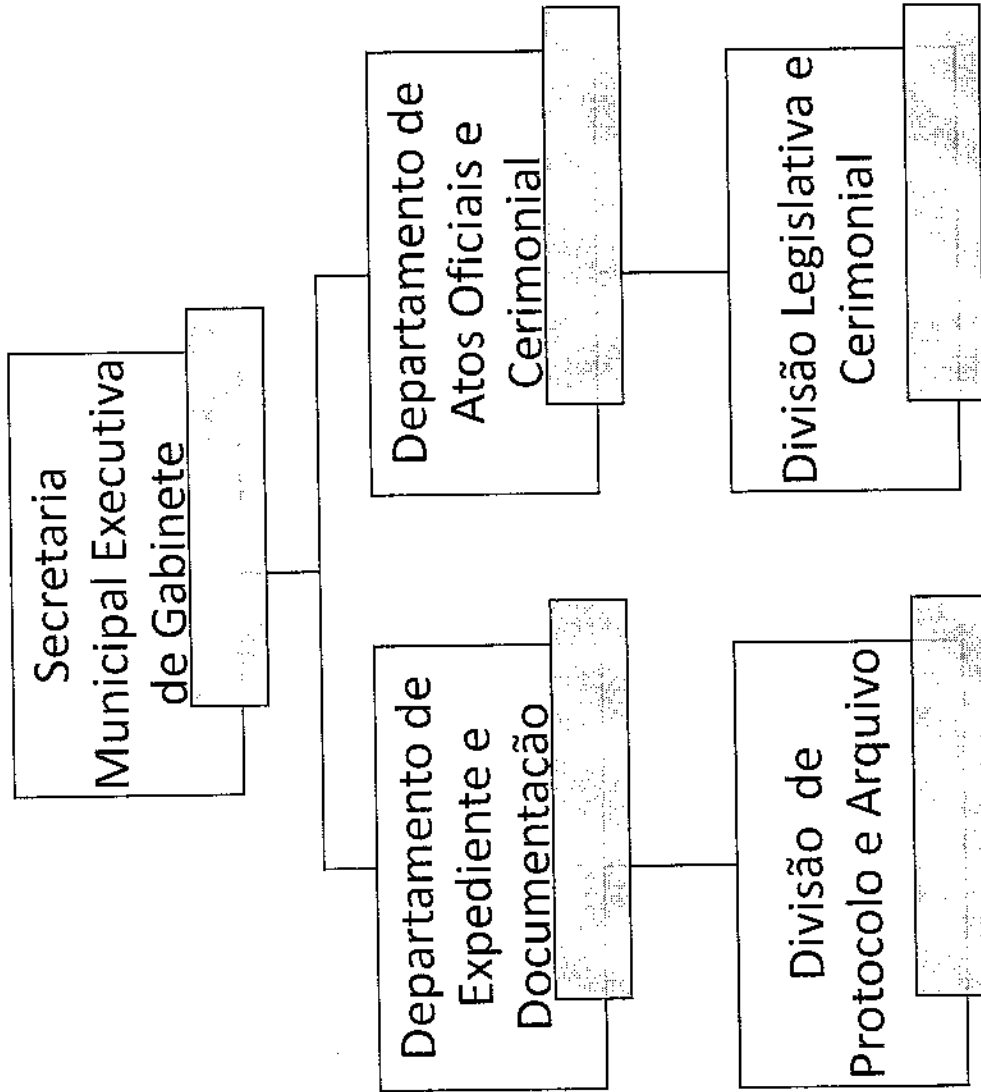 Secretaria
Municipal Executiva
de Gabinete
Departamento de
Expediente e
Documentação
Departamento de
Atos Oficiais e
Cerimonial
Divisão de
Protocolo e Arquivo
Divisão Legislativa e
Cerimonial